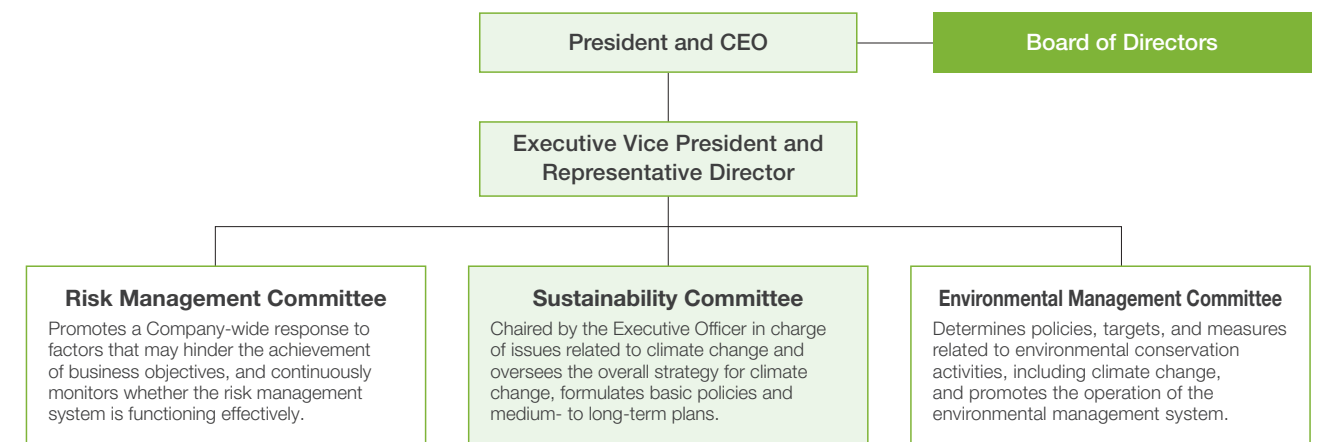 President and CEO
Board of Directors
Executive Vice President and
Representative Director
Risk Management Committee
Promotes a Company-wide response to
factors that may hinder the achievement
of business objectives, and continuously
monitors whether the risk management
system is functioning effectively.
Sustainability Committee
Chaired by the Executive Officer in charge
of issues related to climate change and
oversees the overall strategy for climate
change, formulates basic policies and
medium- to long-term plans.
Environmental Management Committee
Determines policies, targets, and measures
related to environmental conservation
activities, including climate change,
and promotes the operation of the
environmental management system.